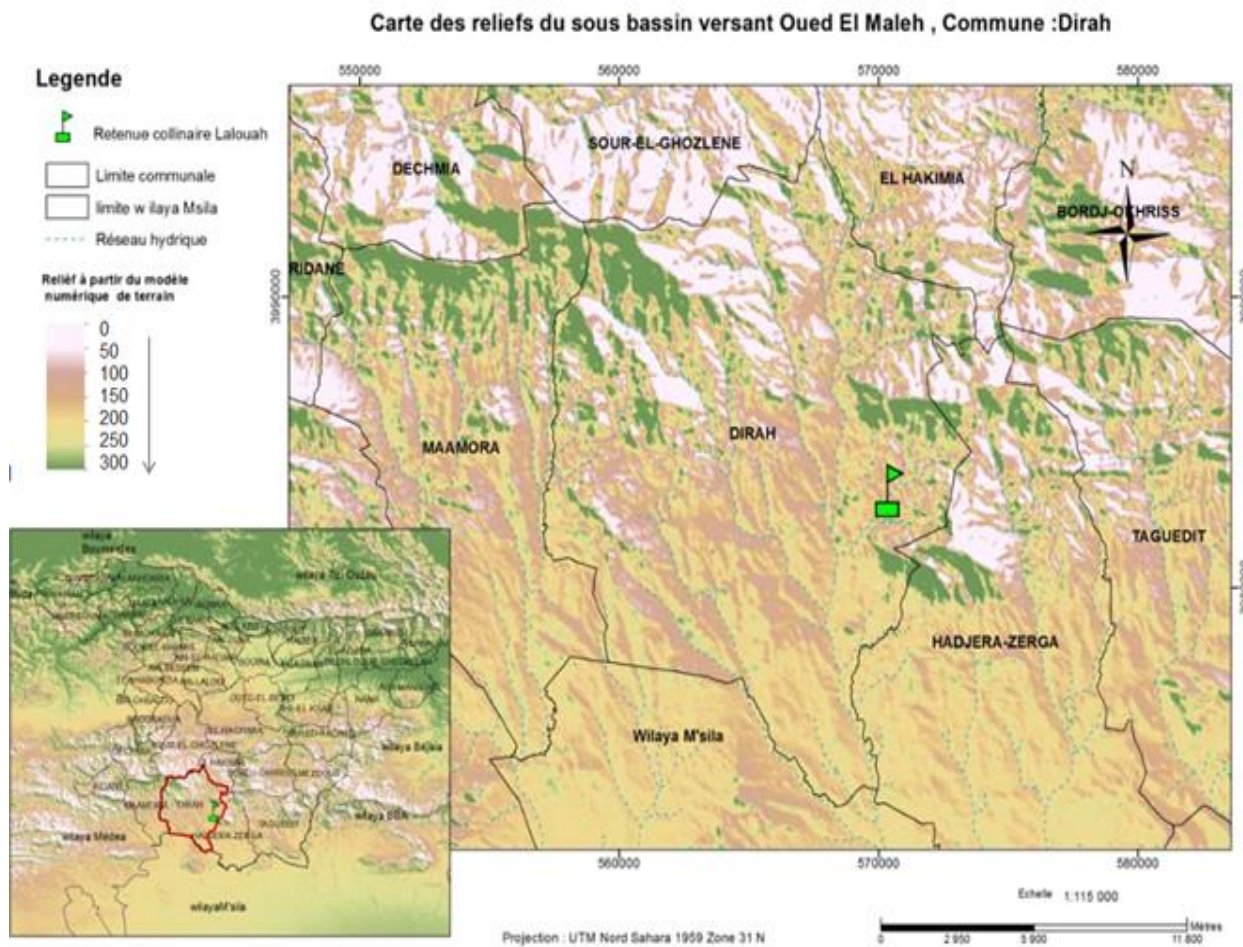 Carte des reliefs du sous bassin versant Oued El Maleh , Commune :Dirah
Legende
Retenue collinaire Lalouah
Limite communale
limite w ilaya Msila
Réseau hydrique
Reliéf à partir du modèle
numérique de terrain
0
50
100
150
200
250
300
550000
560000
570000
580000
SOUR-EL-GHOZLENE
DECHMIA
EL HAKIMIA
N
BORDJ-OKHRISS
RIDANE
MAAMORA
DIRAH
TAGUEDIT
HADJERA-ZERGA
Wilaya M'sila
560000
570000
580000
wilaya
Boumerdes
wilaya Tizi Ouzou
wilaya Bejaia
TAGUEDIT
wilaya BBA
wilaya Médea
wilayaM'sila
Echelle 1:115 000
Mètres
0
2 950
5 900
11 800
Projection : UTM Nord Sahara 1959 Zone 31 N